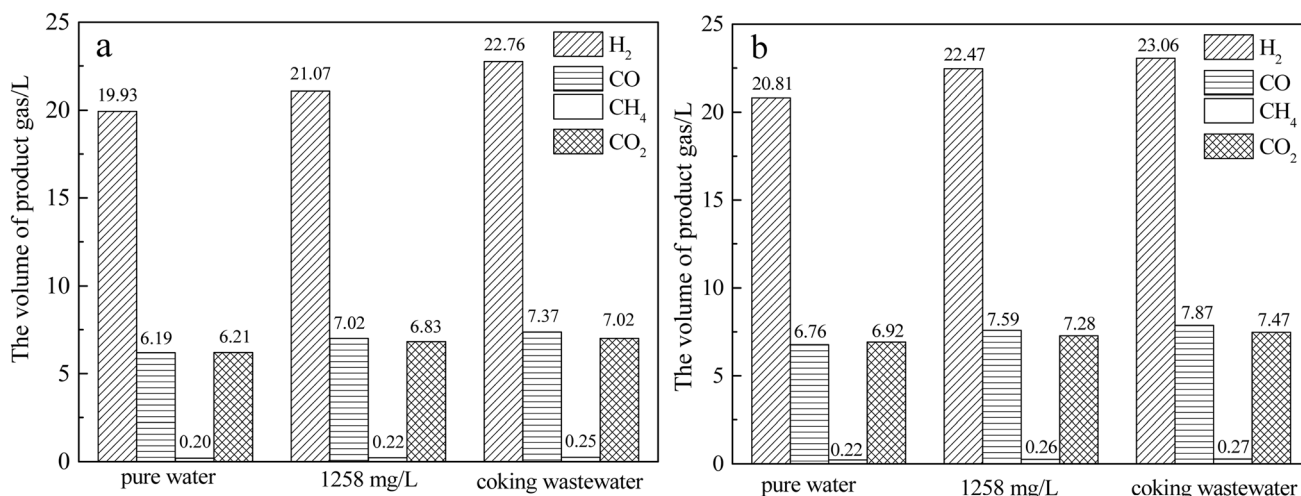 a
The volume of product gas/L
25
20
15
10
5
0
H2
CO
CH4
CO2
19.93
6.19
0.20
6.21
21.07
7.02
0.22
6.83
22.76
7.37
0.25
7.02
pure water
1258 mg/L
coking wastewater
b
The volume of product gas/L
25
20
15
10
5
0
H2
CO
CH4
CO2
20.81
6.76
0.22
6.92
22.47
7.59
0.26
7.28
23.06
7.87
0.27
7.47
pure water
1258 mg/L
coking wastewater